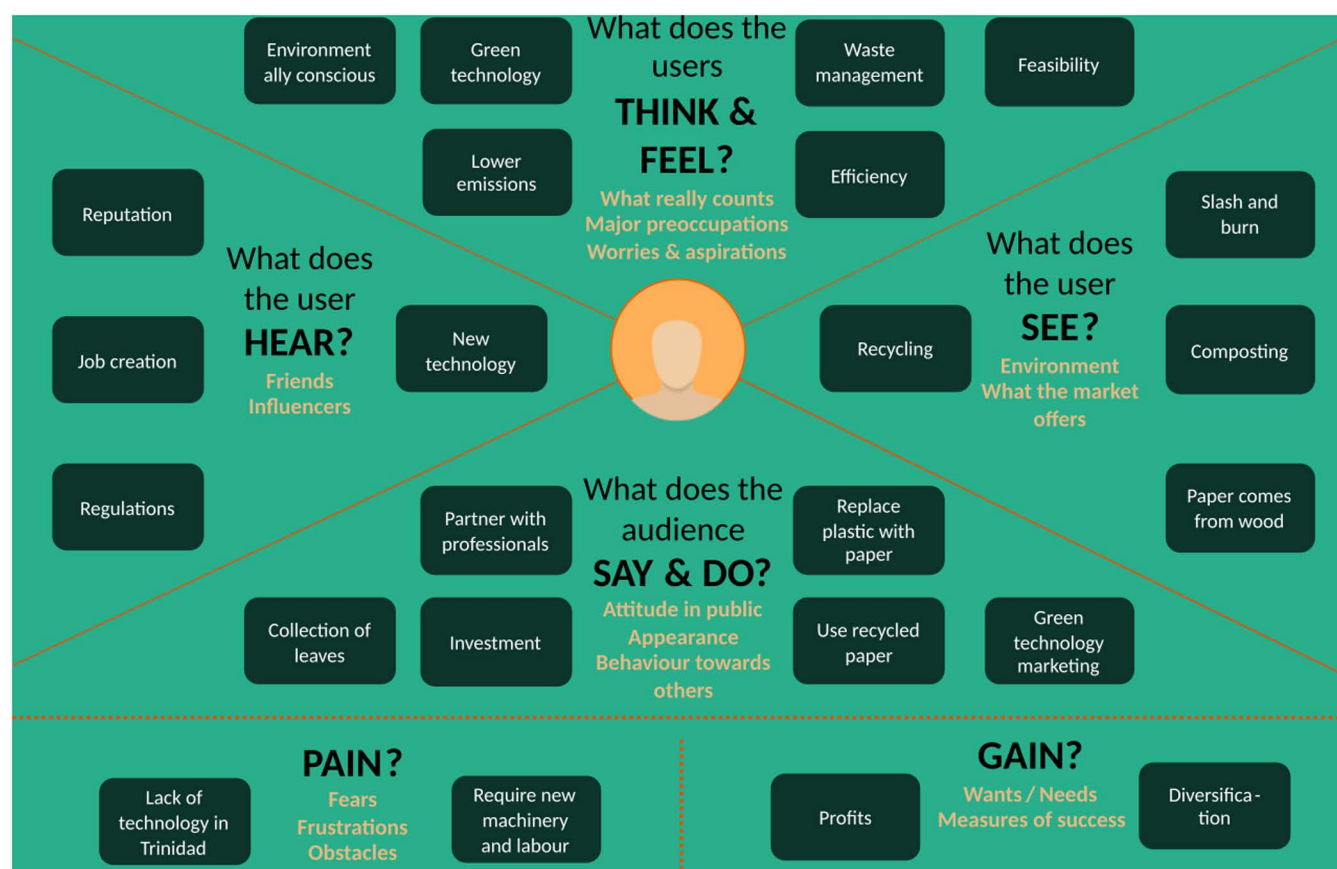 What does the
users
THINK &
FEEL?
What really counts
Major preoccupations
Worries & aspirations
Environment
ally conscious
Green
technology
Lower
emissions
Waste
management
Feasibility
Efficiency
What does
the user
HEAR?
Friends
Influencers
Reputation
Job creation
Regulations
New
technology
What does
the user
SEE?
Environment
What the market
offers
Recycling
Slash and
burn
Composting
Paper comes
from wood
What does the
audience
SAY & DO?
Attitude in public
Appearance
Behaviour towards
others
Partner with
professionals
Collection of
leaves
Investment
Replace
plastic with
paper
Use recycled
paper
Green
technology
marketing
PAIN?
Fears
Frustrations
Obstacles
Lack of
technology in
Trinidad
Require new
machinery
and labour
GAIN?
Wants / Needs
Measures of success
Profits
Diversifica-
tion